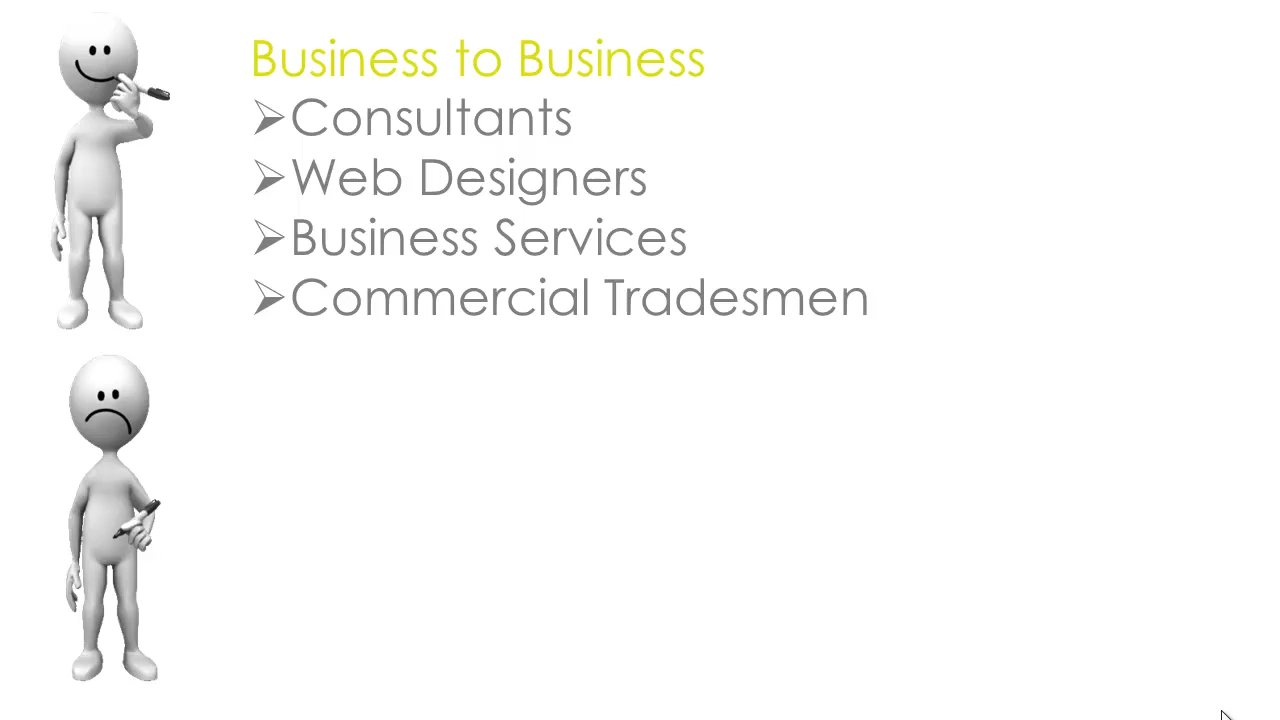 Business to Business
➢Consultants
➢Web Designers
➢Business Services
➢Commercial Tradesmen